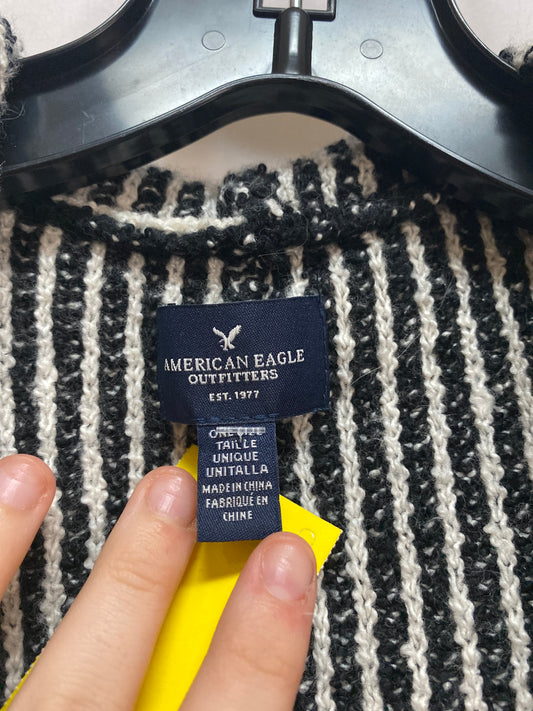 AMERICAN EAGLE
OUTFITTERS
EST. 1977
ONE SIZE
TAILLE
UNIQUE
UNITALLA
MADE IN CHINA
FABRIQUÉ EN
CHINE